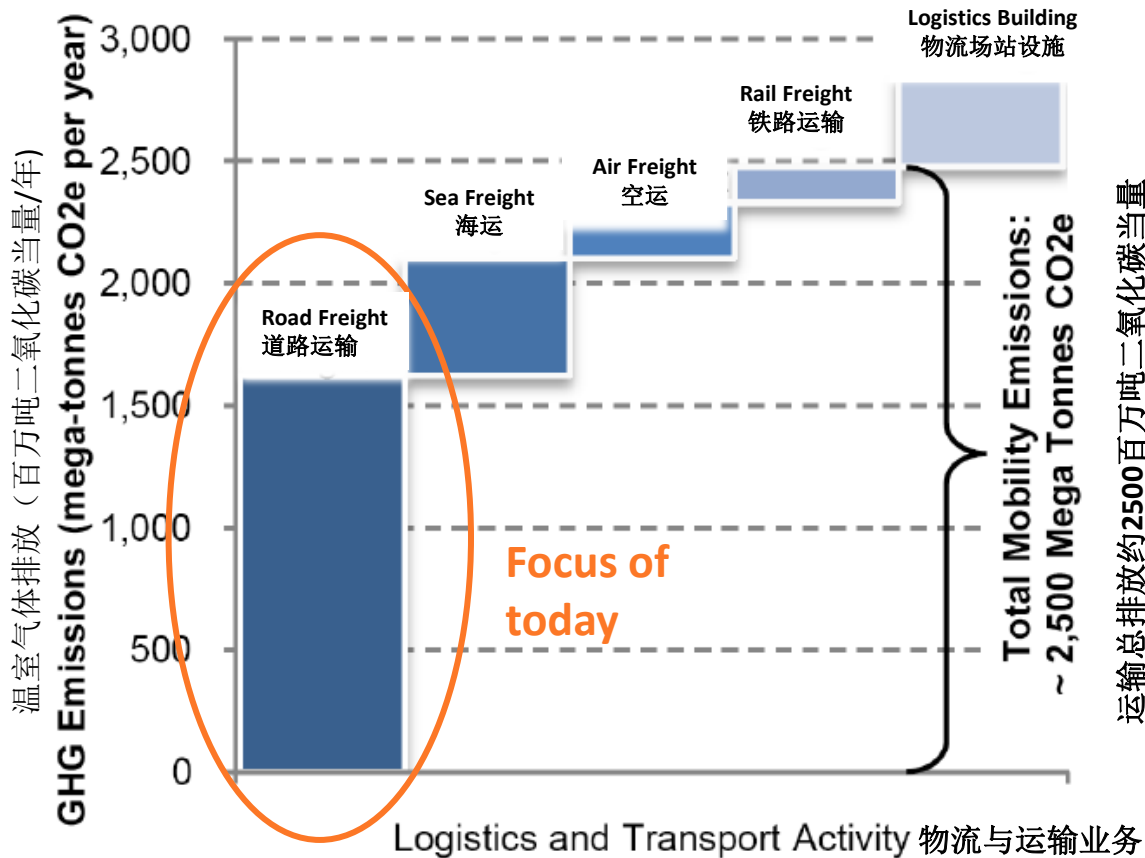 温室气体排放（百万吨二氧化碳当量/年)
GHG Emissions (mega-tonnes CO2e per year)
3,000
2,500
2,000
1,500
1,000
500
0
Road Freight
道路运输
Sea Freight
海运
Air Freight
空运
Rail Freight
铁路运输
Logistics Building
物流场站设施
Focus of
today
Total Mobility Emissions:
~ 2,500 Mega Tonnes CO2e
运输总排放约2500百万吨二氧化碳当量
Logistics and Transport Activity 物流与运输业务